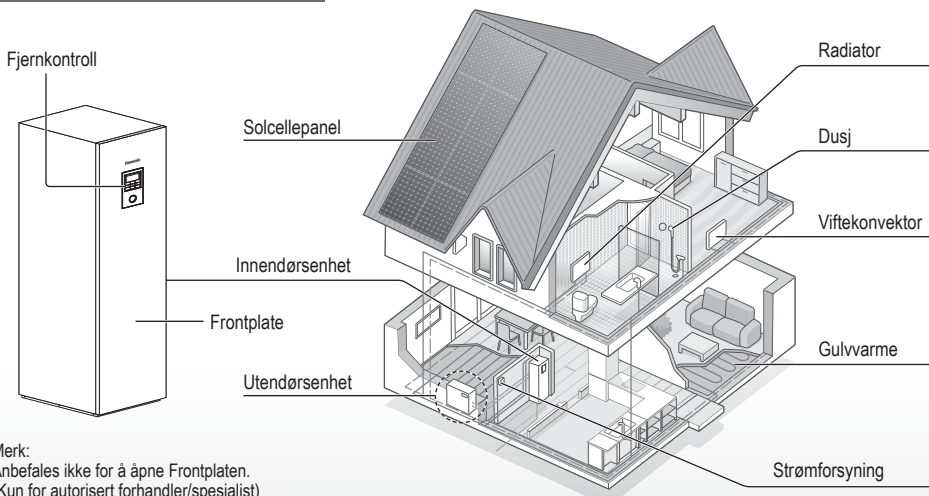 Fjernkontroll
Solcellepanel
Innendørsenhet
Frontplate
Utendørsenhet
Radiator
Dusj
Viftekonvektor
Gulvvarme
Strømforsyning
Merk:
Anbefales ikke for å åpne Frontplaten.
(Kun for autorisert forhandler/spesialist)